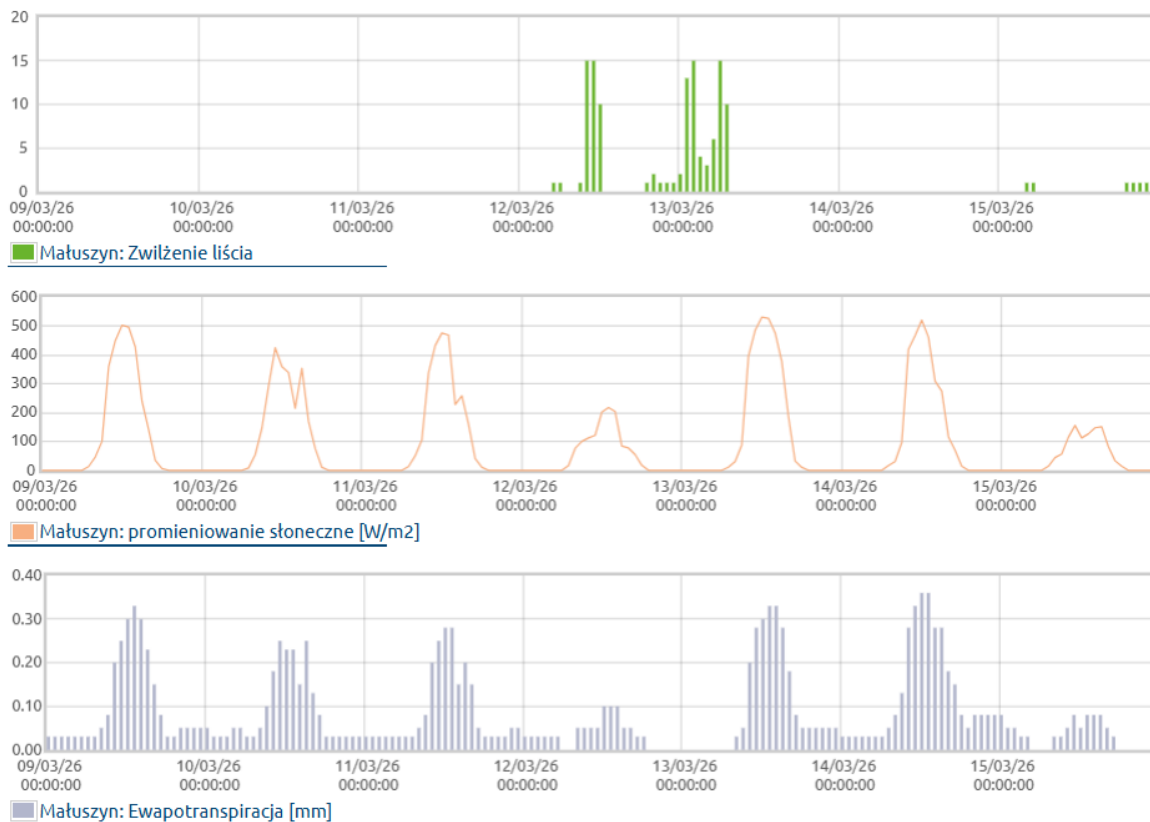 20
15
10
5
0
09/03/26 10/03/26 11/03/26 12/03/26 13/03/26 14/03/26 15/03/26
00:00:00 00:00:00 00:00:00 00:00:00 00:00:00 00:00:00 00:00:00
Małuszyn: Zwilżenie liścia
600
500
400
300
200
100
0
09/03/26 10/03/26 11/03/26 12/03/26 13/03/26 14/03/26 15/03/26
00:00:00 00:00:00 00:00:00 00:00:00 00:00:00 00:00:00 00:00:00
Małuszyn: promieniowanie słoneczne [W/m2]
0.40
0.30
0.20
0.10
0.00
09/03/26 10/03/26 11/03/26 12/03/26 13/03/26 14/03/26 15/03/26
00:00:00 00:00:00 00:00:00 00:00:00 00:00:00 00:00:00 00:00:00
Małuszyn: Ewapotranspiracja [mm]